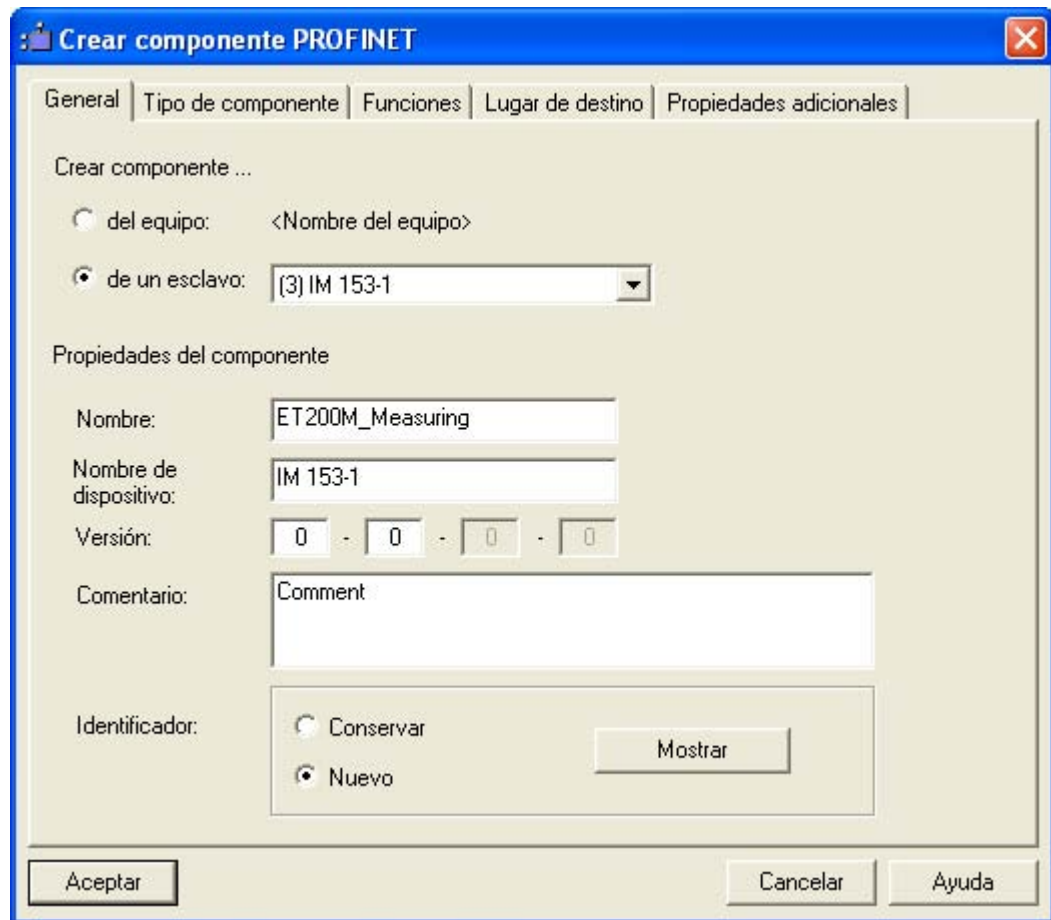 Crear componente PROFINET
General Tipo de componente Funciones Lugar de destino Propiedades adicionales
Crear componente ...
del equipo: <Nombre del equipo>
de un esclavo: (3) IM 153-1
Propiedades del componente
Nombre: ET200M_Measuring
Nombre de
dispositivo: IM 153-1
Versión: 0 - 0 - 0 - 0
Comentario: Comment
Identificador:
Conservar
Mostrar
Nuevo
Aceptar Cancelar Ayuda